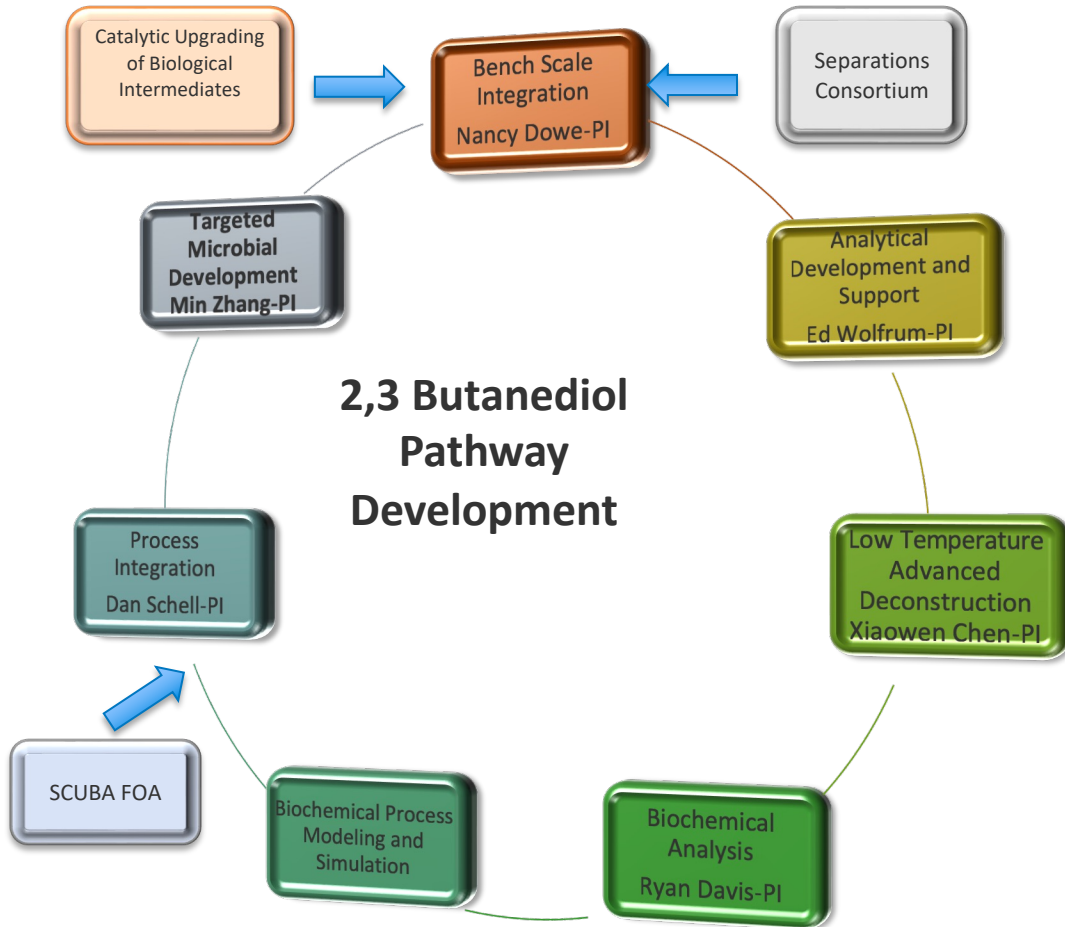 Catalytic Upgrading
of Biological
Intermediates
Bench Scale
Integration
Nancy Dowe-PI
Separations
Consortium
Targeted
Microbial
Development
Min Zhang-PI
Analytical
Development and
Support
Ed Wolfrum-PI
2,3 Butanediol
Pathway
Development
Process
Integration
Dan Schell-PI
Low Temperature
Advanced
Deconstruction
Xiaowen Chen-PI
SCUBA FOA
Biochemical Process
Modeling and
Simulation
Biochemical
Analysis
Ryan Davis-PI